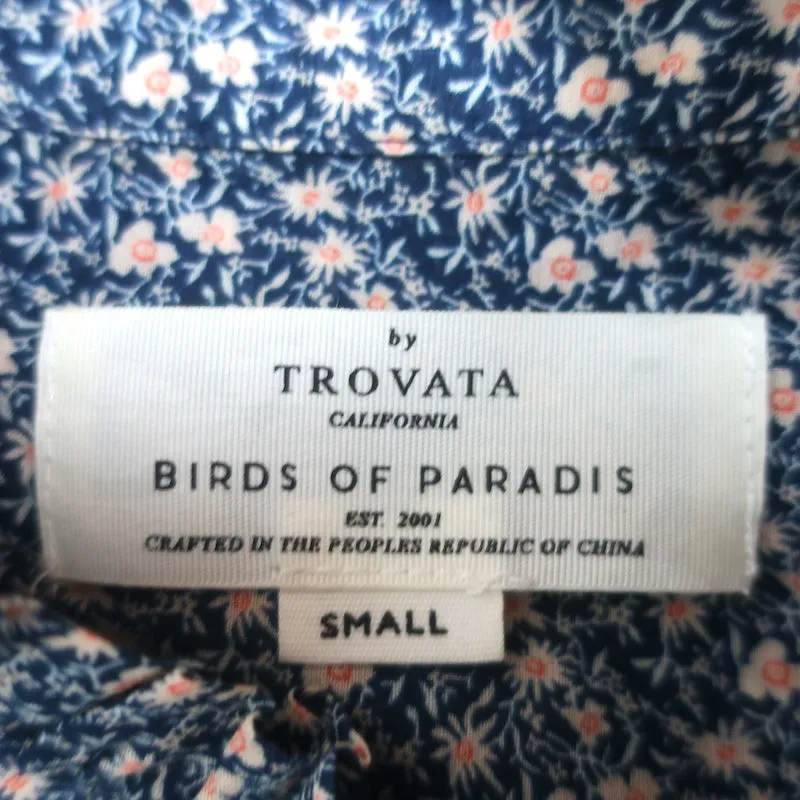 by
TROVATA
CALIFORNIA
BIRDS OF PARADIS
EST. 2001
CRAFTED IN THE PEOPLES REPUBLIC OF CHINA
SMALL